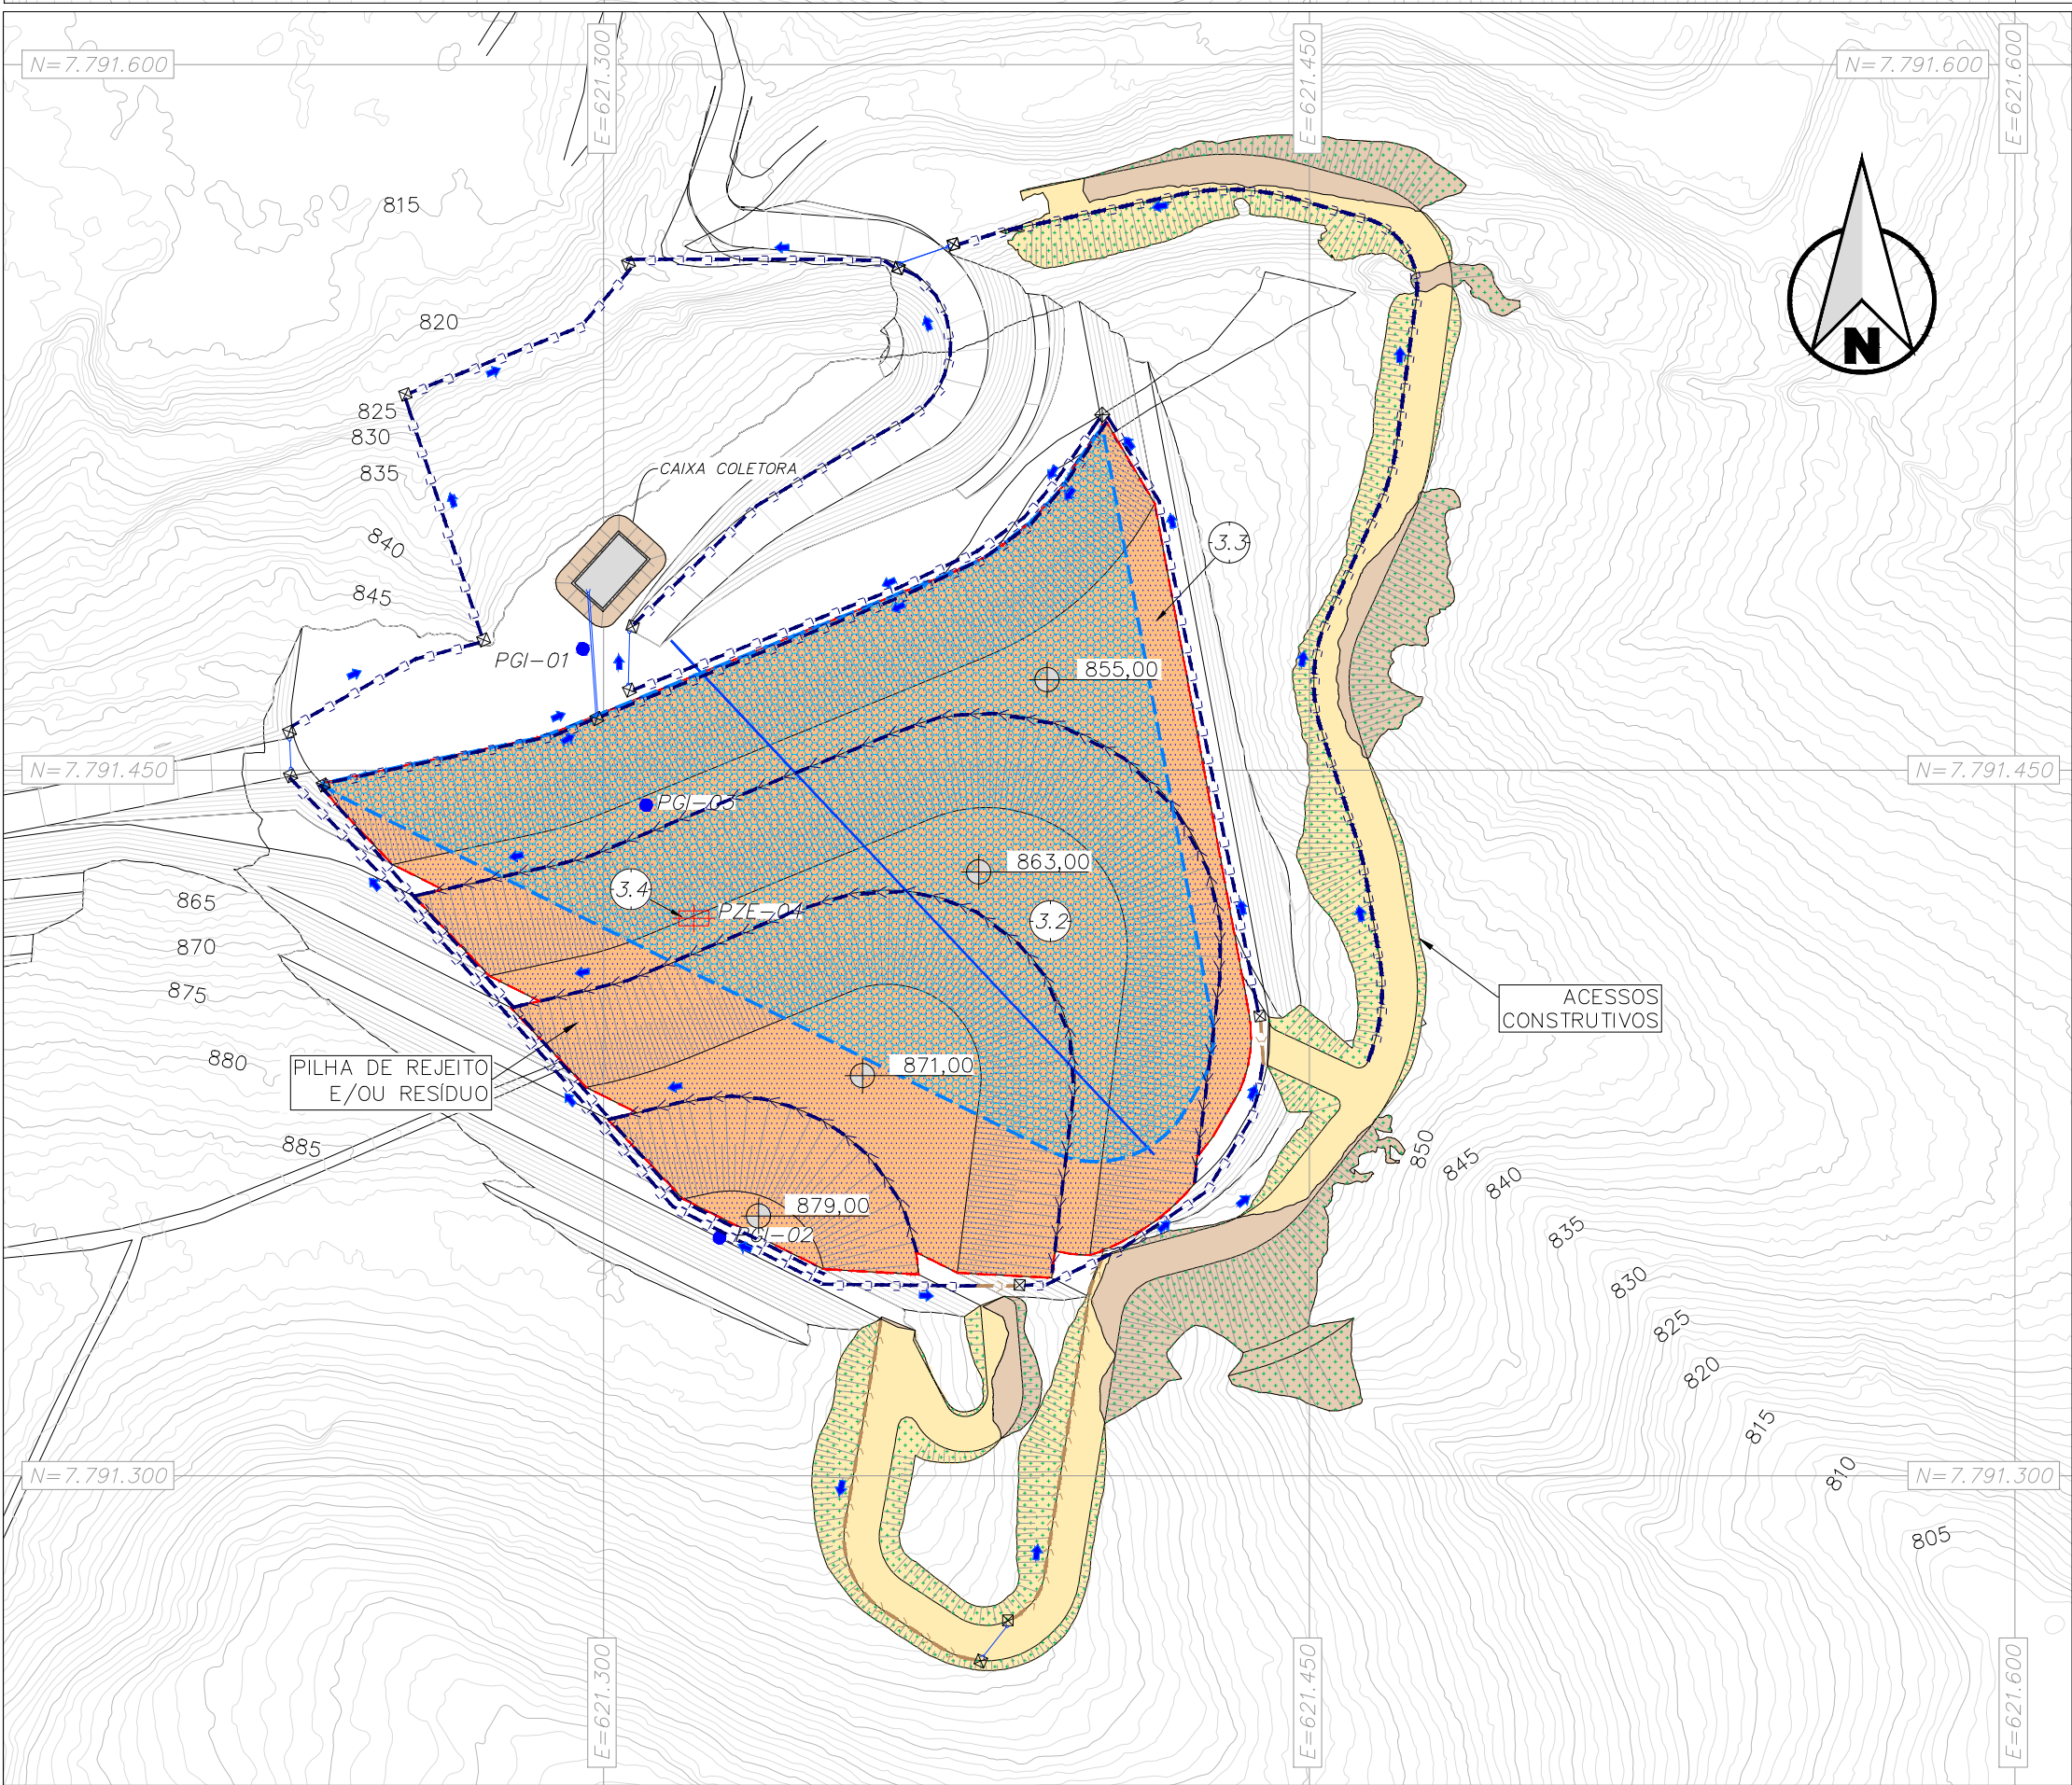 E=621.300
E=621.450
E=621.600
N=7.791.600
N=7.791.600
815
820
825
830
835
840
845
N
CAIXA COLETORA
3.3
PGI-01
855,00
N=7.791.450
N=7.791.450
PGI-03
863,00
3.4
PZE-04
3.2
865
870
875
880
885
ACESSOS
CONSTRUTIVOS
PILHA DE REJEITO
E/OU RESÍDUO
871,00
879,00
PGI-02
850
845
840
835
830
825
820
815
810
805
N=7.791.300
N=7.791.300
E=621.300
E=621.450
E=621.600